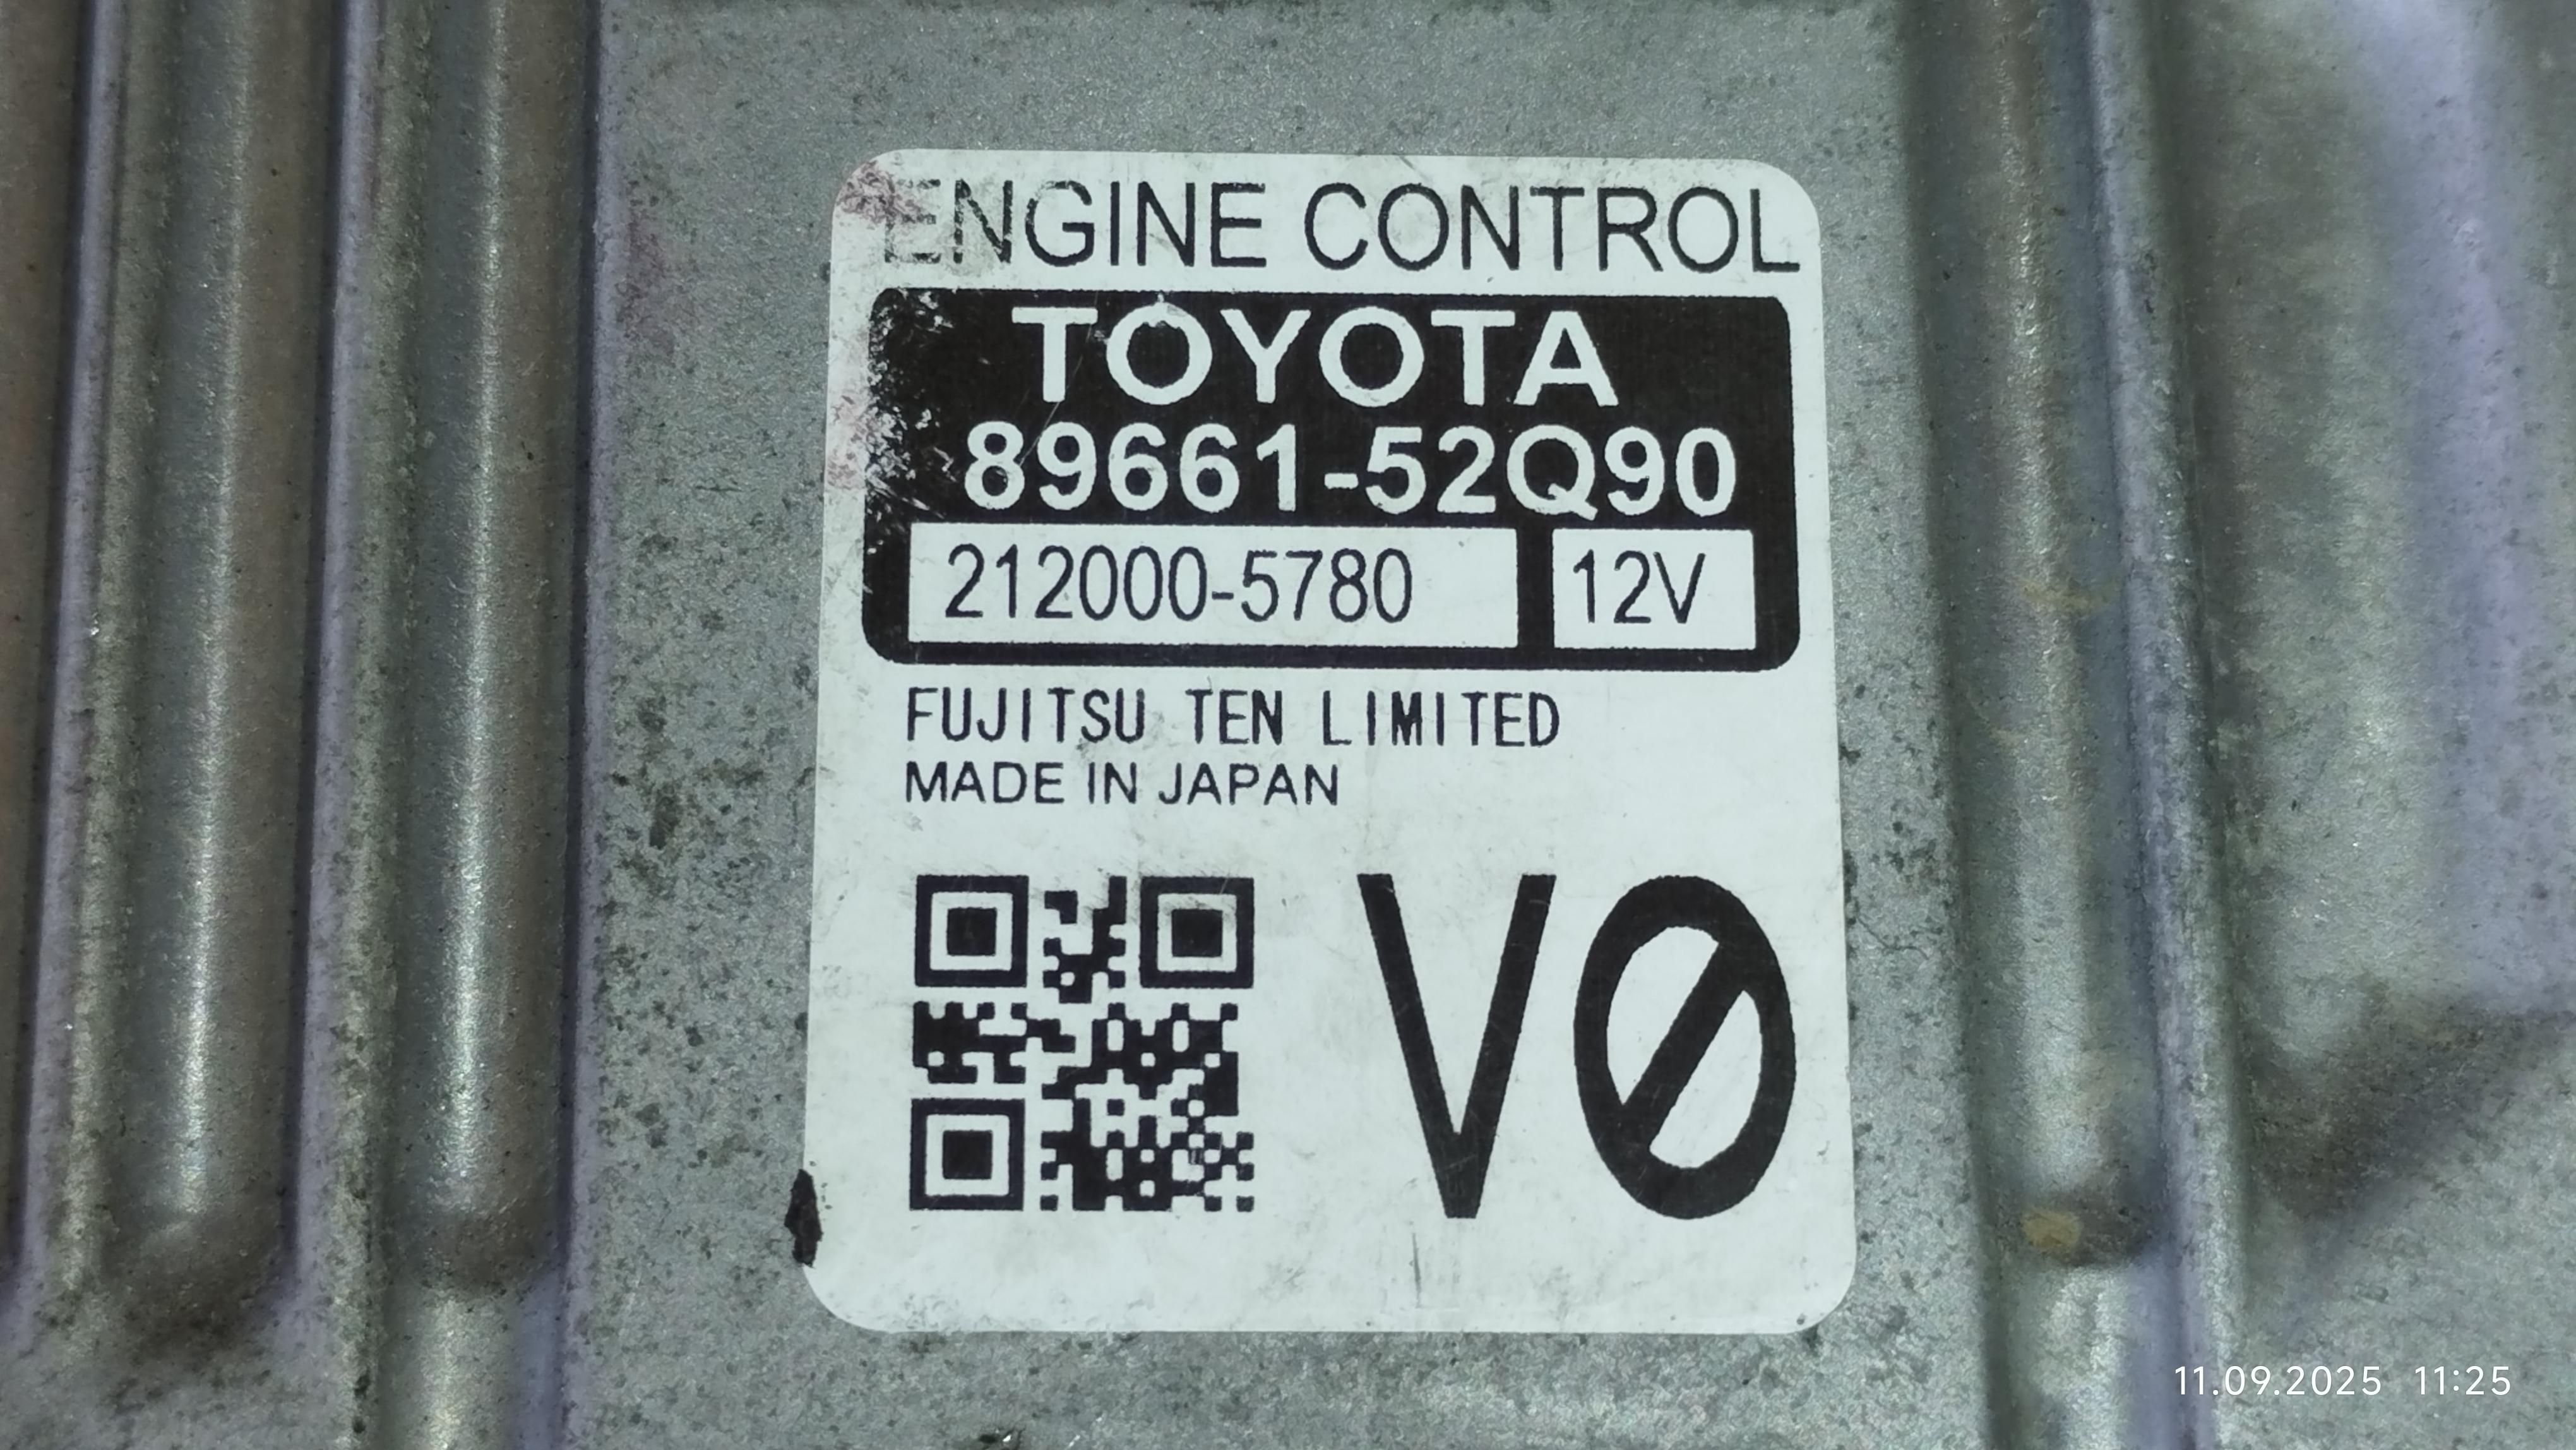 ENGINE CONTROL
TOYOTA
89661-52Q90
212000-5780 12V
FUJITSU TEN LIMITED
MADE IN JAPAN
V0
11.09.2025 11:25